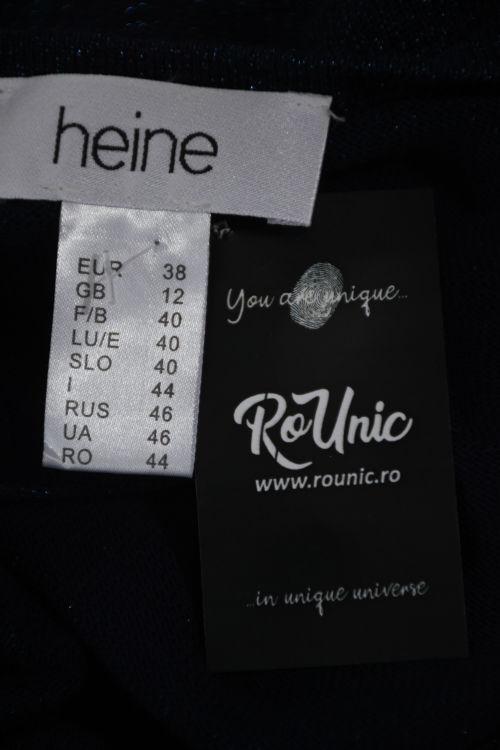 heine
EUR 38
GB 12
F/B 40
LU/E 40
SLO 40
I 44
RUS 46
UA 46
RO 44
You are unique...
RoUnic
www.rounic.ro
...in unique universe